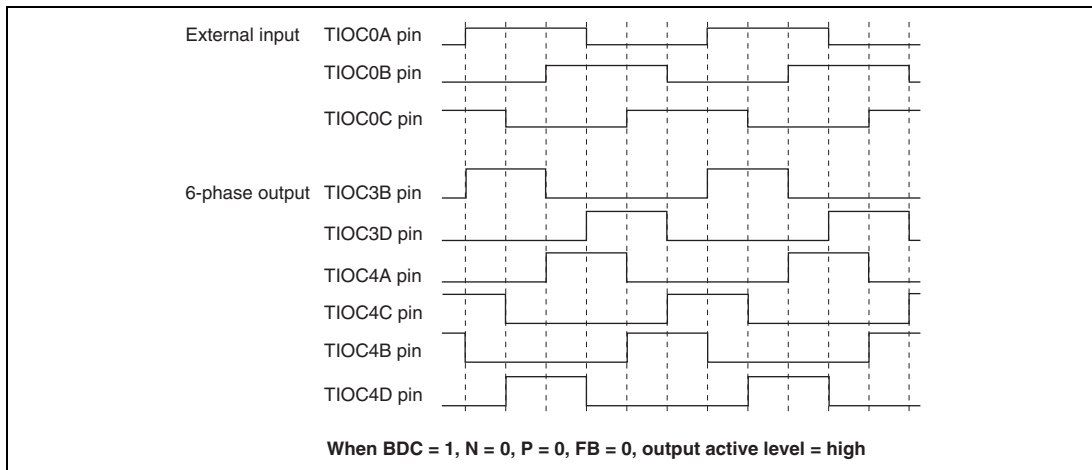 External input TIOC0A pin
TIOC0B pin
TIOC0C pin
6-phase output TIOC3B pin
TIOC3D pin
TIOC4A pin
TIOC4C pin
TIOC4B pin
TIOC4D pin
When BDC = 1, N = 0, P = 0, FB = 0, output active level = high